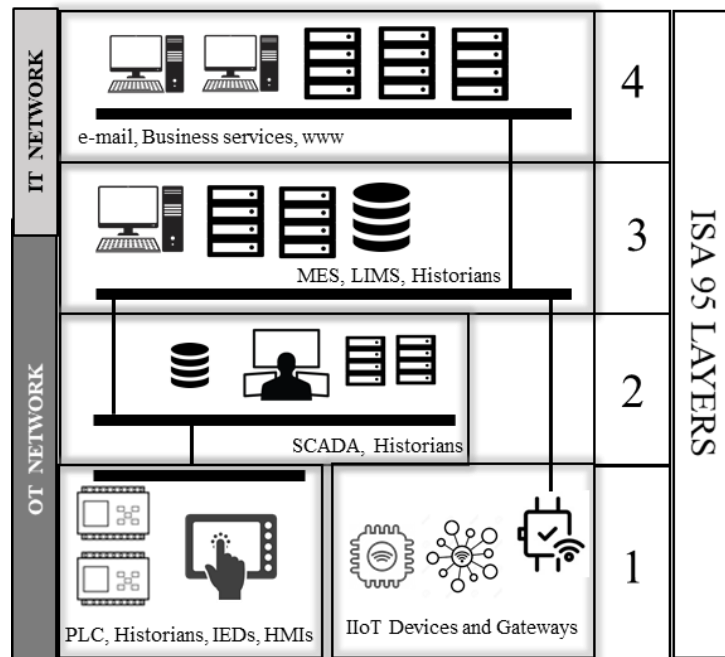 IT NETWORK
e-mail, Business services, www
4
MES, LIMS, Historians
3
ISA 95 LAYERS
OT NETWORK
SCADA, Historians
2
PLC, Historians, IEDs, HMIs
IIoT Devices and Gateways
1